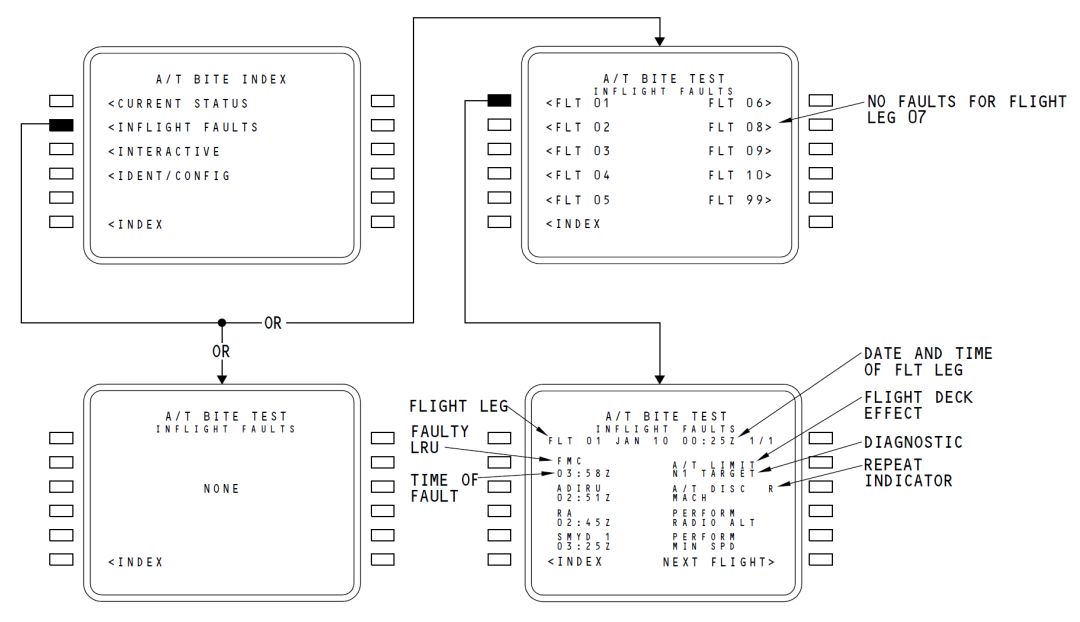 A/T BITE INDEX
<CURRENT STATUS
<INFLIGHT FAULTS
<INTERACTIVE
<IDENT/CONFIG
<INDEX
A/T BITE TEST
INFLIGHT FAULTS
<FLT 01 FLT 06>
<FLT 02 FLT 08>
<FLT 03 FLT 09>
<FLT 04 FLT 10>
<FLT 05 FLT 99>
<INDEX
NO FAULTS FOR FLIGHT
LEG 07
OR
OR
A/T BITE TEST
INFLIGHT FAULTS
NONE
<INDEX
FLIGHT LEG
FAULTY
LRU
TIME OF
FAULT
A/T BITE TEST
INFLIGHT FAULTS
FLT 01 JAN 10 00:25Z 1/1
FMC A/T LIMIT
03:58Z N1 TARGET
ADIRU A/T DISC R
02:51Z MACH
RA PERFORM
02:45Z RADIO ALT
SMYD 1 PERFORM
03:25Z MIN SPD
<INDEX NEXT FLIGHT>
DATE AND TIME
OF FLT LEG
FLIGHT DECK
EFFECT
DIAGNOSTIC
REPEAT
INDICATOR